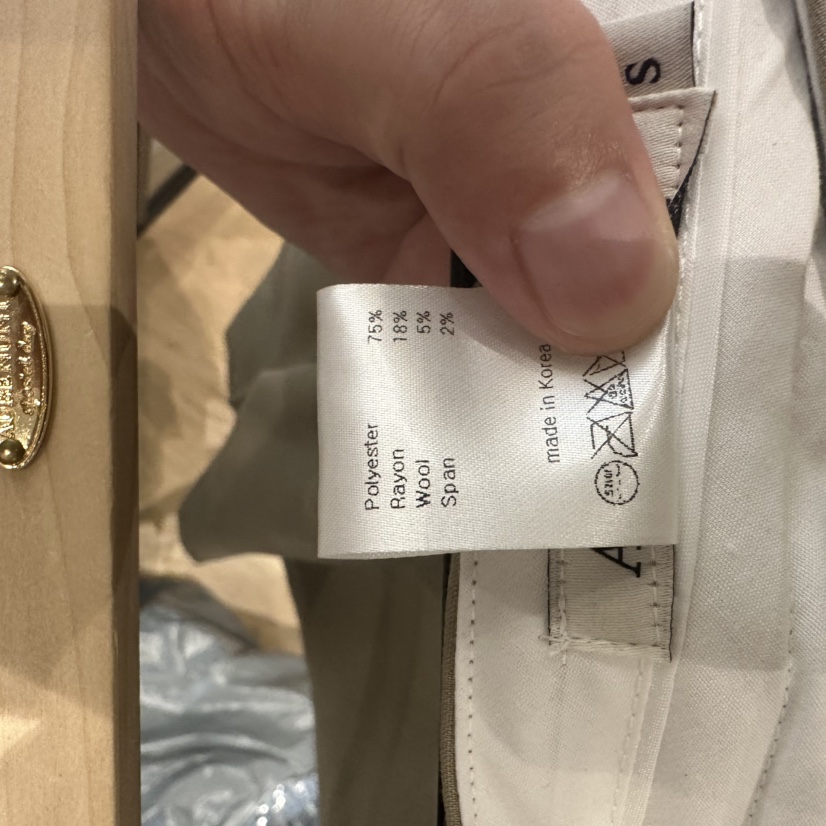 Polyester 75%
Rayon 18%
Wool 5%
Span 2%
made in Korea
S
A